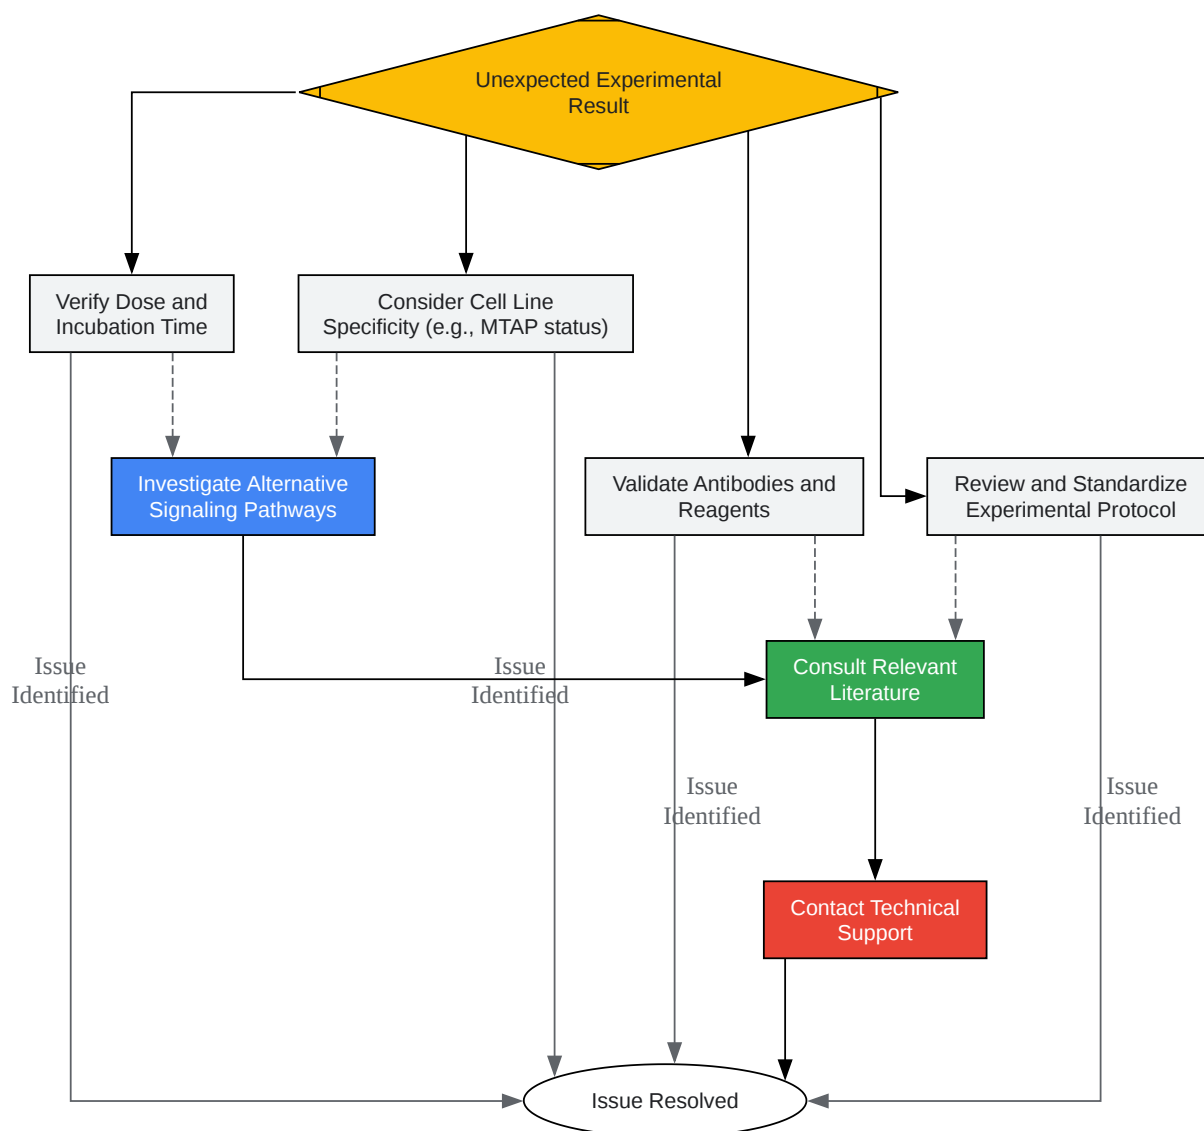 Unexpected Experimental
Result
Verify Dose and
Incubation Time
Consider Cell Line
Specificity (e.g., MTAP status)
Investigate Alternative
Signaling Pathways
Validate Antibodies and
Reagents
Review and Standardize
Experimental Protocol
Issue
Identified
Issue
Identified
Consult Relevant
Literature
Issue
Identified
Issue
Identified
Contact Technical
Support
Issue Resolved